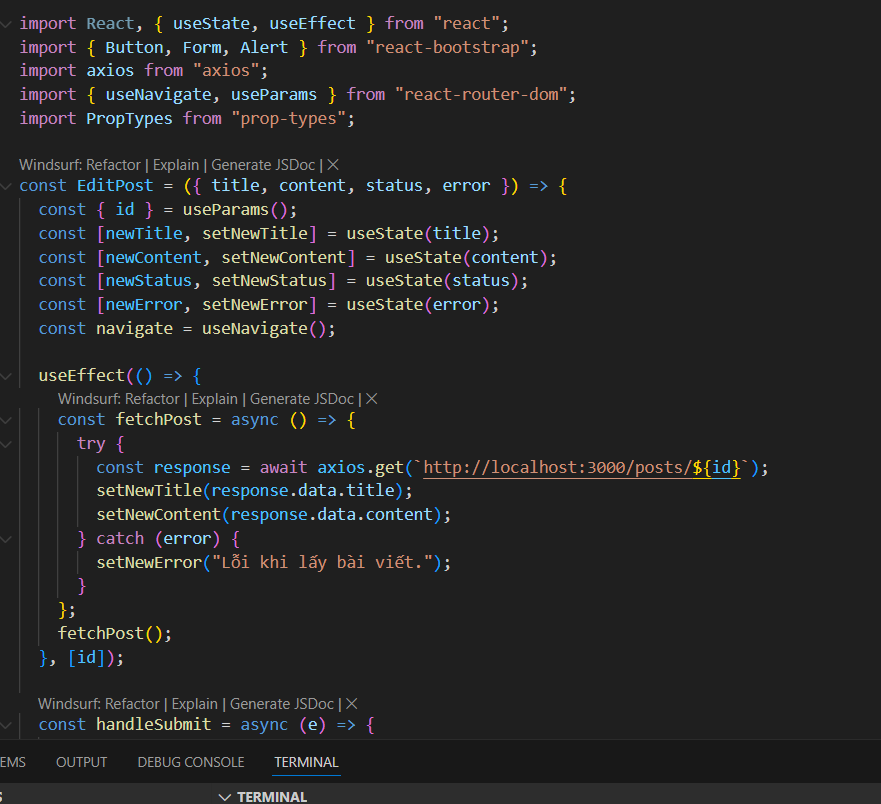 import React, { useState, useEffect } from "react";
import { Button, Form, Alert } from "react-bootstrap";
import axios from "axios";
import { useNavigate, useParams } from "react-router-dom";
import PropTypes from "prop-types";
Windsurf: Refactor | Explain | Generate JSDoc | ×
const EditPost = ({ title, content, status, error }) => {
const { id } = useParams();
const [newTitle, setNewTitle] = useState(title);
const [newContent, setNewContent] = useState(content);
const [newStatus, setNewStatus] = useState(status);
const [newError, setNewError] = useState(error);
const navigate = useNavigate();
useEffect(() => {
Windsurf: Refactor | Explain | Generate JSDoc | ×
const fetchPost = async () => {
try {
const response = await axios.get(`http://localhost:3000/posts/${id}`);
setNewTitle(response.data.title);
setNewContent(response.data.content);
} catch (error) {
setNewError("Lỗi khi lấy bài viết.");
}
};
fetchPost();
}, [id]);
Windsurf: Refactor | Explain | Generate JSDoc | ×
const handleSubmit = async (e) => {
EMS OUTPUT DEBUG CONSOLE TERMINAL
S TERMINAL